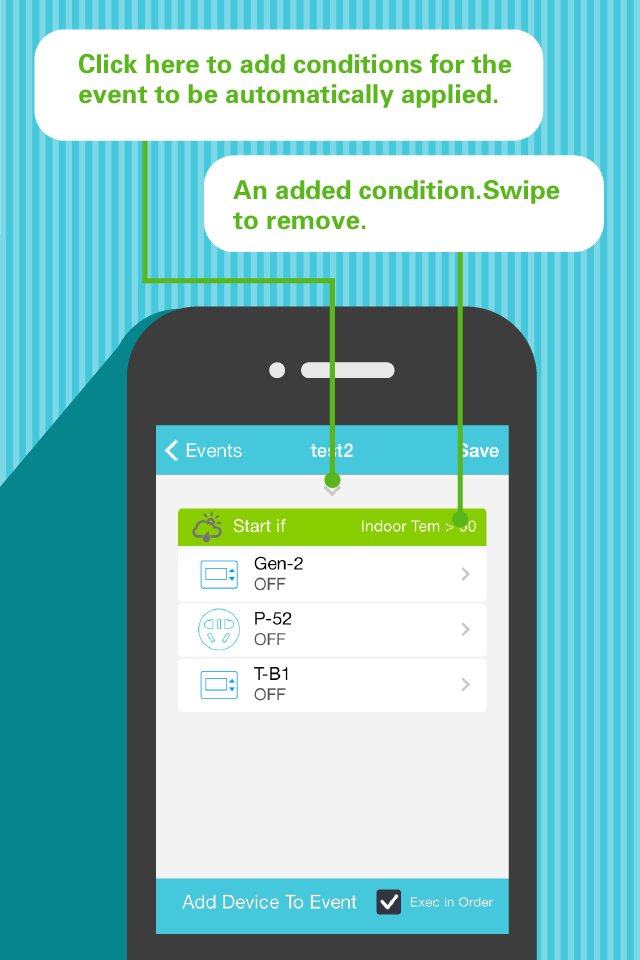 Click here to add conditions for the
event to be automatically applied.
An added condition.Swipe
to remove.
Events test2 Save
Start if Indoor Tem >
Gen-2
OFF
P-52
OFF
T-B1
OFF
Add Device To Event Exec in Order